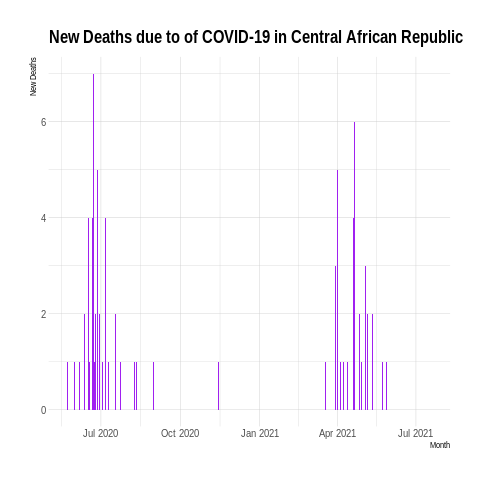 New Deaths due to of COVID-19 in Central African Republic
New Deaths
6
4
2
0
Jul 2020 Oct 2020 Jan 2021 Apr 2021 Jul 2021
Month